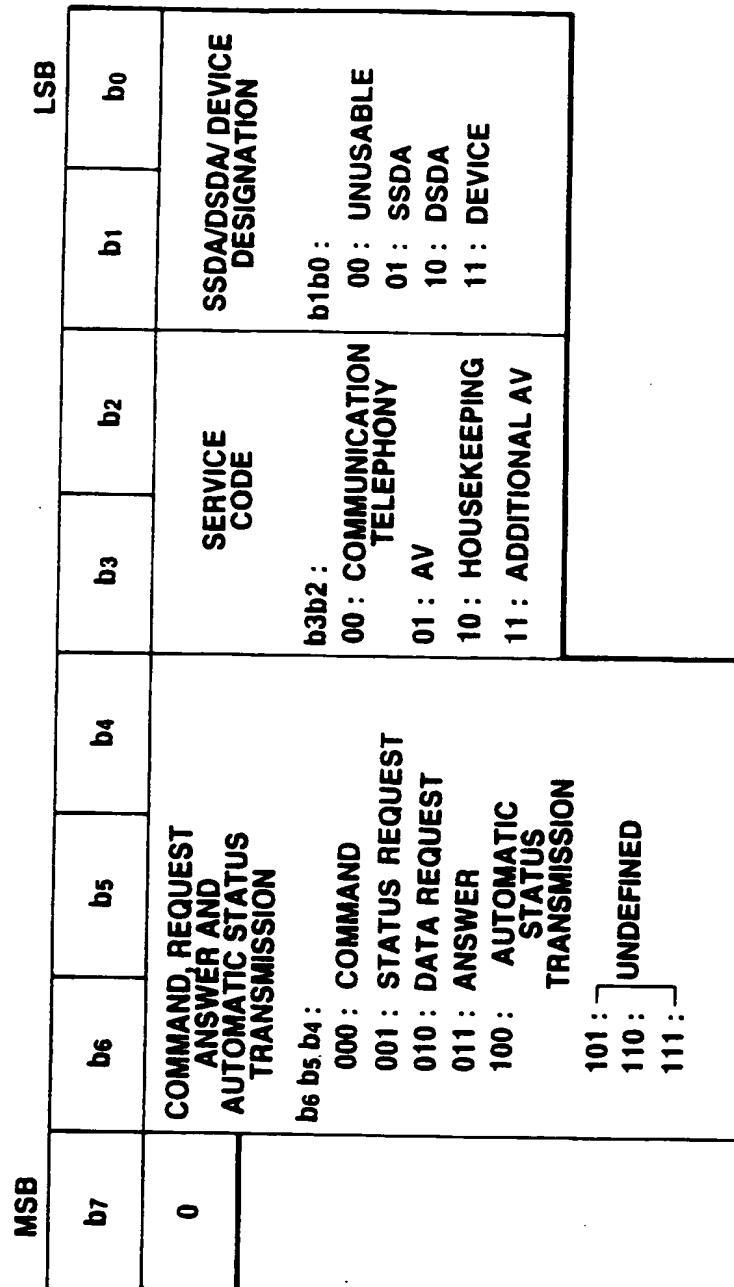 MSB
LSB
b7 b6 b5 b4 b3 b2 b1 b0
0
COMMAND, REQUEST
ANSWER AND
AUTOMATIC STATUS
TRANSMISSION
b6 b5, b4 :
000 : COMMAND
001 : STATUS REQUEST
010 : DATA REQUEST
011 : ANSWER
100 : AUTOMATIC
STATUS
TRANSMISSION
101 :
110 : UNDEFINED
111 :
SERVICE
CODE
b3b2 :
00 : COMMUNICATION
TELEPHONY
01 : AV
10 : HOUSEKEEPING
11 : ADDITIONAL AV
SSDA/DSDA/ DEVICE
DESIGNATION
b1b0 :
00 : UNUSABLE
01 : SSDA
10 : DSDA
11 : DEVICE